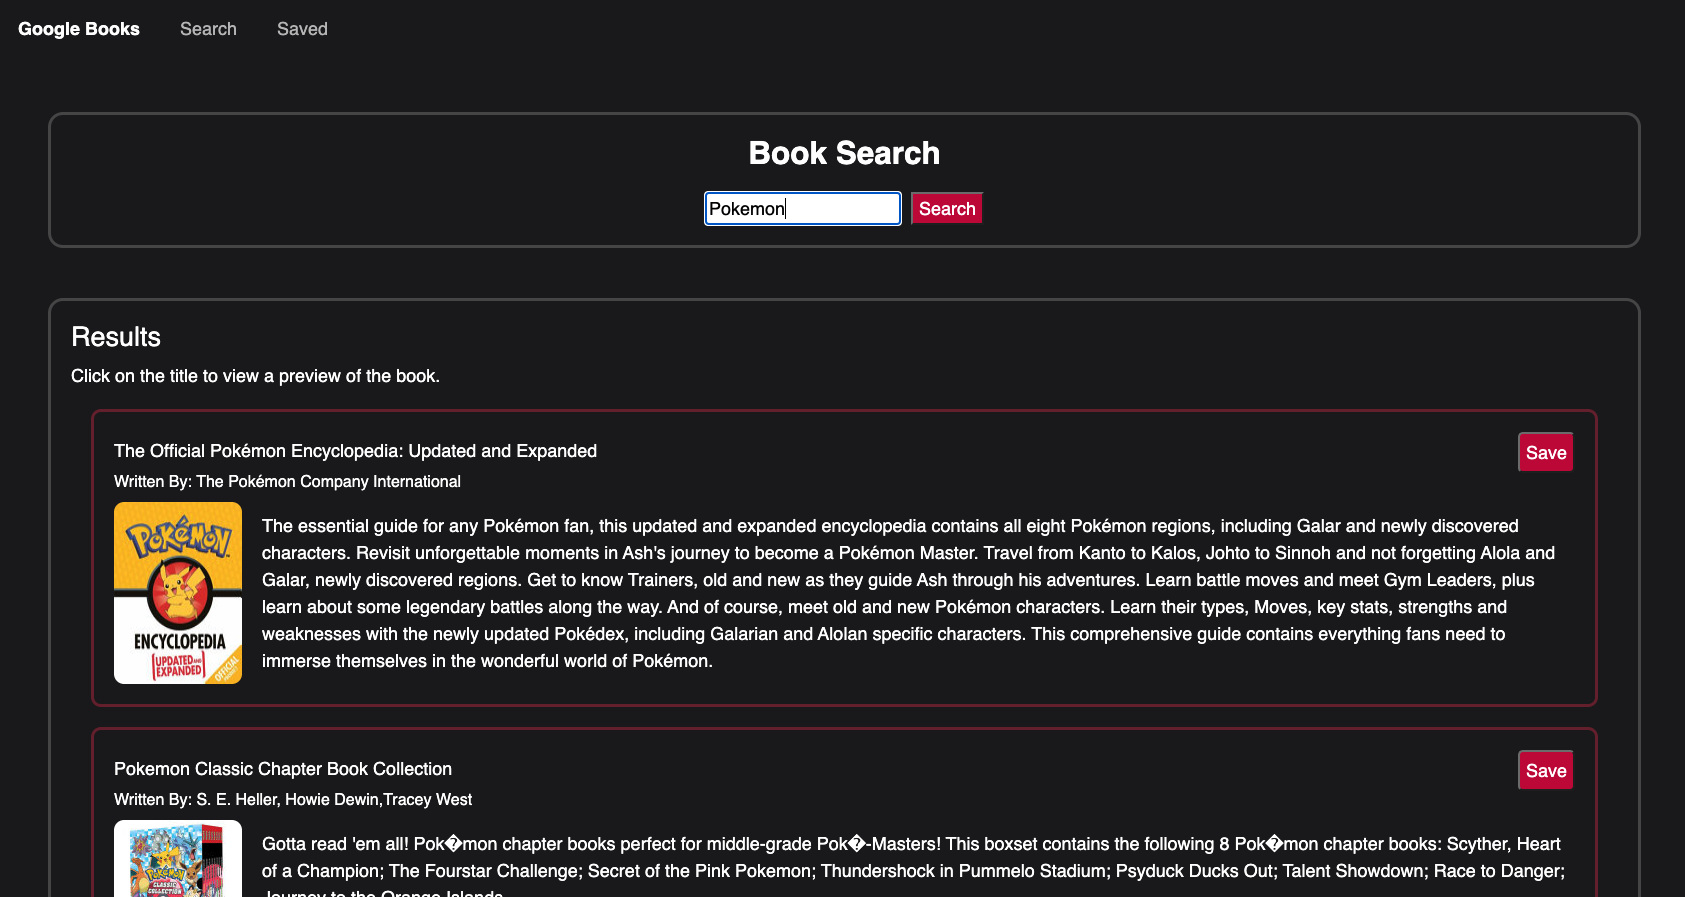 Google Books Search Saved
Book Search
Pokemon Search
Results
Click on the title to view a preview of the book.
The Official Pokémon Encyclopedia: Updated and Expanded
Save
Written By: The Pokémon Company International
POKÉMON
ENCYCLOPEDIA
UPDATED AND
EXPANDED
OFFICIAL
The essential guide for any Pokémon fan, this updated and expanded encyclopedia contains all eight Pokémon regions, including Galar and newly discovered
characters. Revisit unforgettable moments in Ash's journey to become a Pokémon Master. Travel from Kanto to Kalos, Johto to Sinnoh and not forgetting Alola and
Galar, newly discovered regions. Get to know Trainers, old and new as they guide Ash through his adventures. Learn battle moves and meet Gym Leaders, plus
learn about some legendary battles along the way. And of course, meet old and new Pokémon characters. Learn their types, Moves, key stats, strengths and
weaknesses with the newly updated Pokédex, including Galarian and Alolan specific characters. This comprehensive guide contains everything fans need to
immerse themselves in the wonderful world of Pokémon.
Pokemon Classic Chapter Book Collection
Save
Written By: S. E. Heller, Howie Dewin,Tracey West
POKÉMON
CLASSIC
COLLECTION
Gotta read 'em all! Pok�mon chapter books perfect for middle-grade Pok�-Masters! This boxset contains the following 8 Pok�mon chapter books: Scyther, Heart
of a Champion; The Fourstar Challenge; Secret of the Pink Pokemon; Thundershock in Pummelo Stadium; Psyduck Ducks Out; Talent Showdown; Race to Danger;
Journey to the Orange Islands